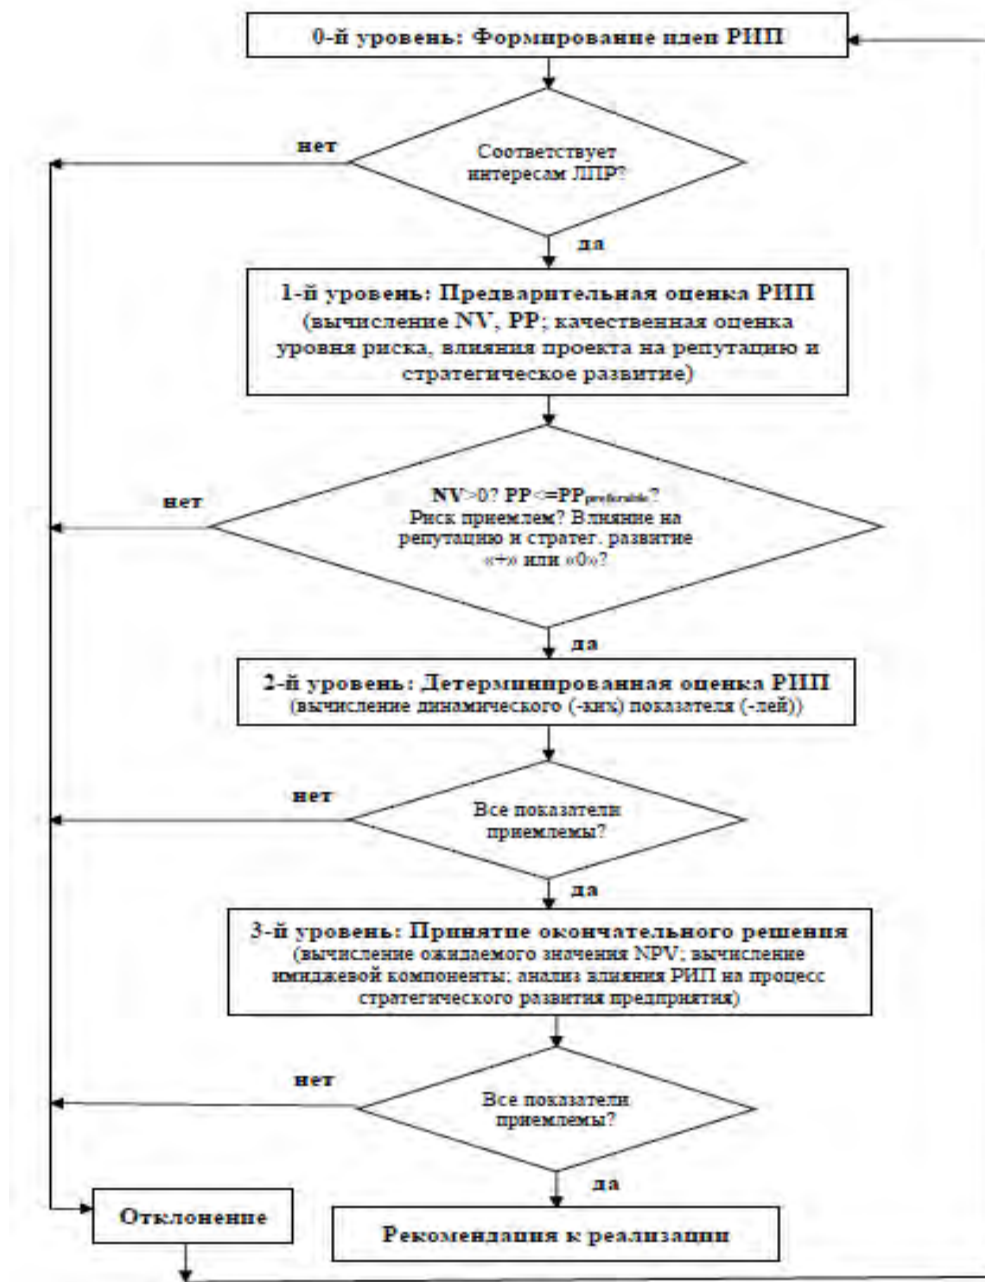 0-й уровень: Формирование идеи РИП
нет
Соответствует
интересам ЛПР?
да
1-й уровень: Предварительная оценка РИП
(вычисление NV, PP; качественная оценка
уровня риска, влияния проекта на репутацию и
стратегическое развитие)
нет
NV>0? PP<=PPpreferable?
Риск приемлем? Влияние на
репутацию и стратег. развитие
«+» или «0»?
да
2-й уровень: Детерминированная оценка РИП
(вычисление динамического (-ких) показателя (-лей))
нет
Все показатели
приемлемы?
да
3-й уровень: Принятие окончательного решения
(вычисление ожидаемого значения NPV; вычисление
имиджевой компоненты; анализ влияния РИП на процесс
стратегического развития предприятия)
нет
Все показатели
приемлемы?
да
Отклонение
Рекомендация к реализации